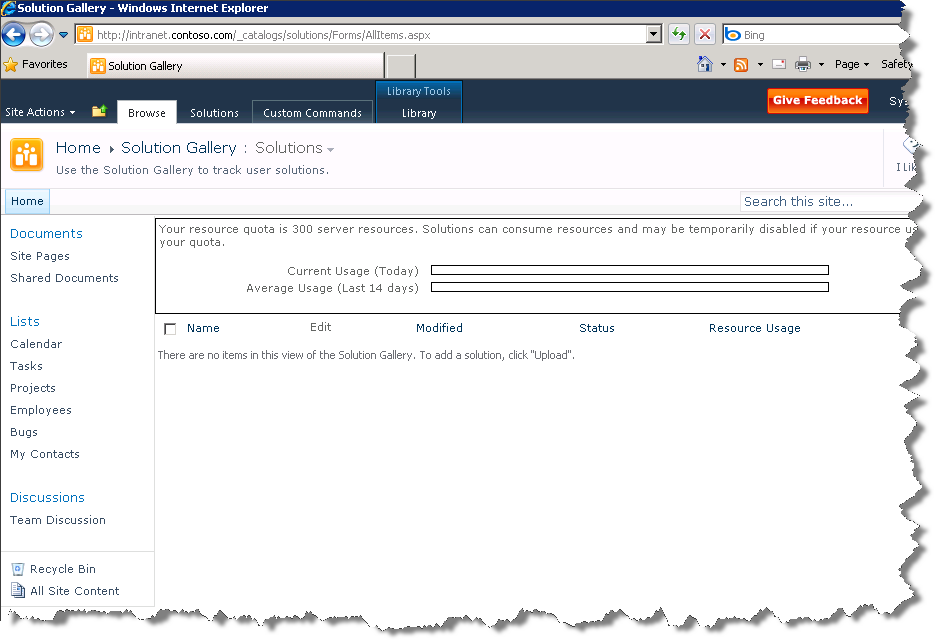 Solution Gallery - Windows Internet Explorer
http://intranet.contoso.com/_catalogs/solutions/Forms/AllItems.aspx
Bing
Favorites
Solution Gallery
Page
Safety
Library Tools
Site Actions
Browse
Solutions
Custom Commands
Library
Give Feedback
Home
Solution Gallery : Solutions
Use the Solution Gallery to track user solutions.
Home
Search this site...
Documents
Site Pages
Shared Documents
Lists
Calendar
Tasks
Projects
Employees
Bugs
My Contacts
Discussions
Team Discussion
Recycle Bin
All Site Content
Your resource quota is 300 server resources. Solutions can consume resources and may be temporarily disabled if your resource
your quota.
Current Usage (Today)
Average Usage (Last 14 days)
Name Edit Modified Status Resource Usage
There are no items in this view of the Solution Gallery. To add a solution, click "Upload".